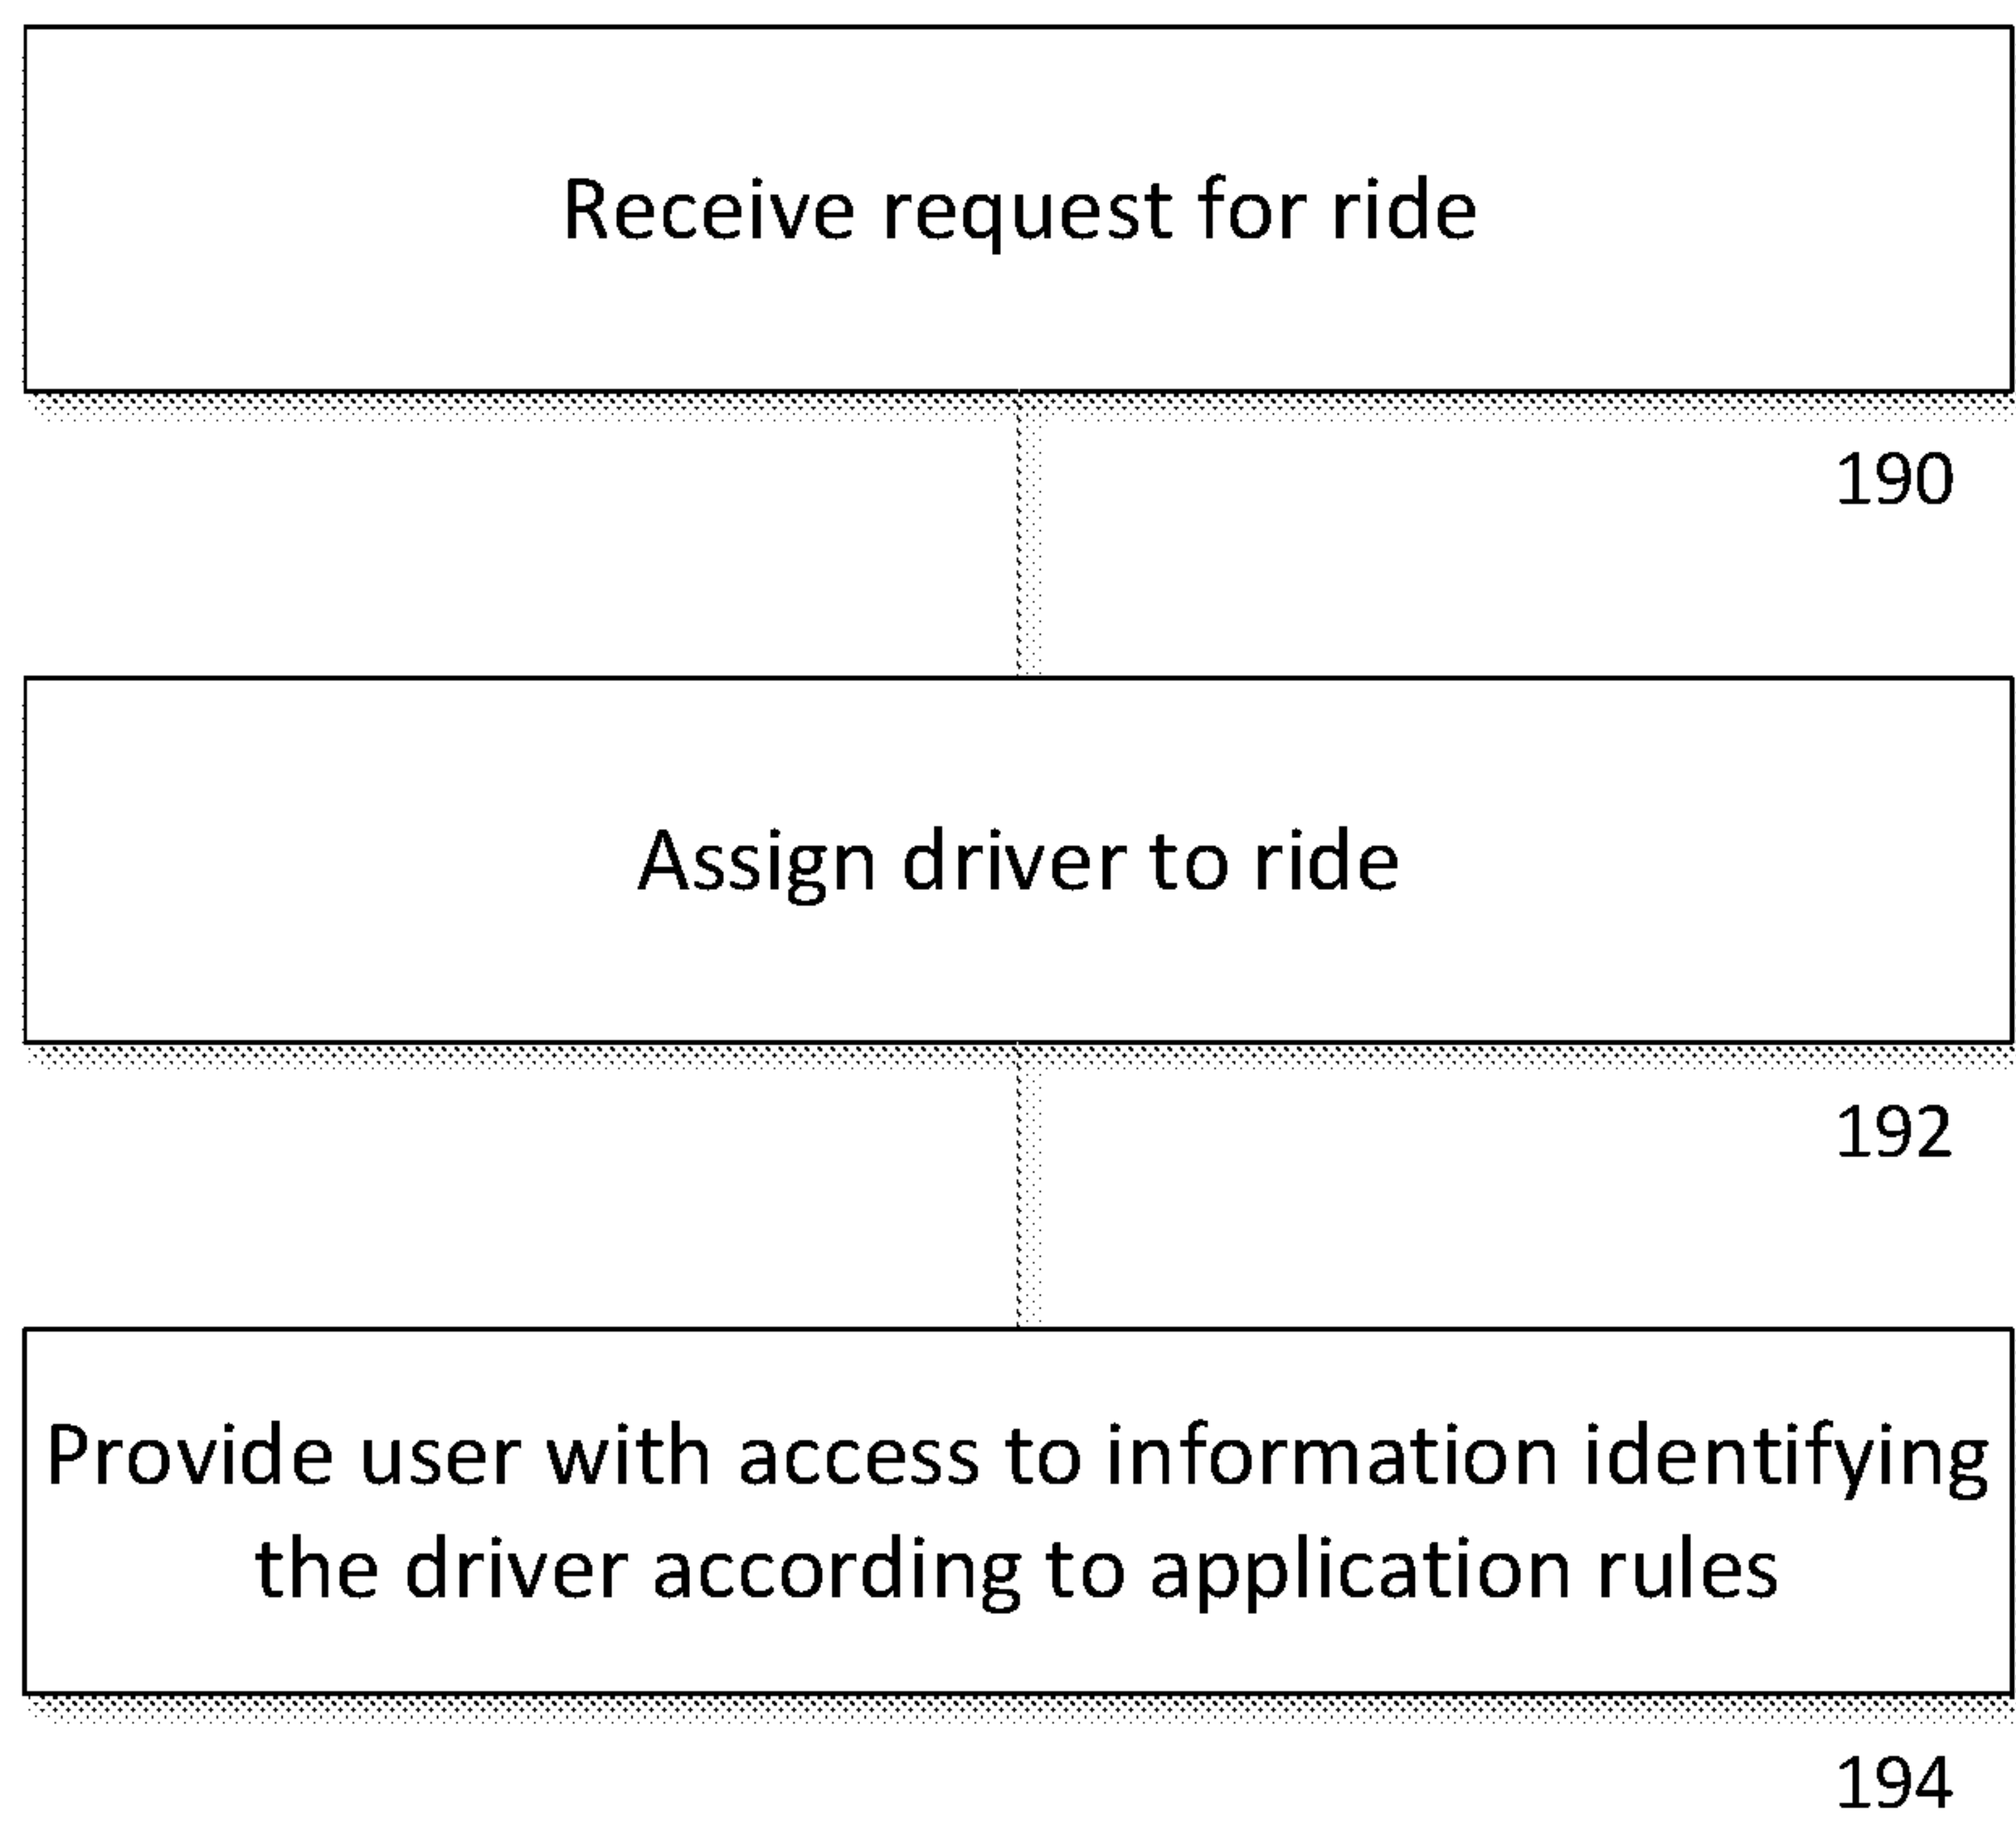 Receive request for ride
190
Assign driver to ride
192
Provide user with access to information identifying
the driver according to application rules
194